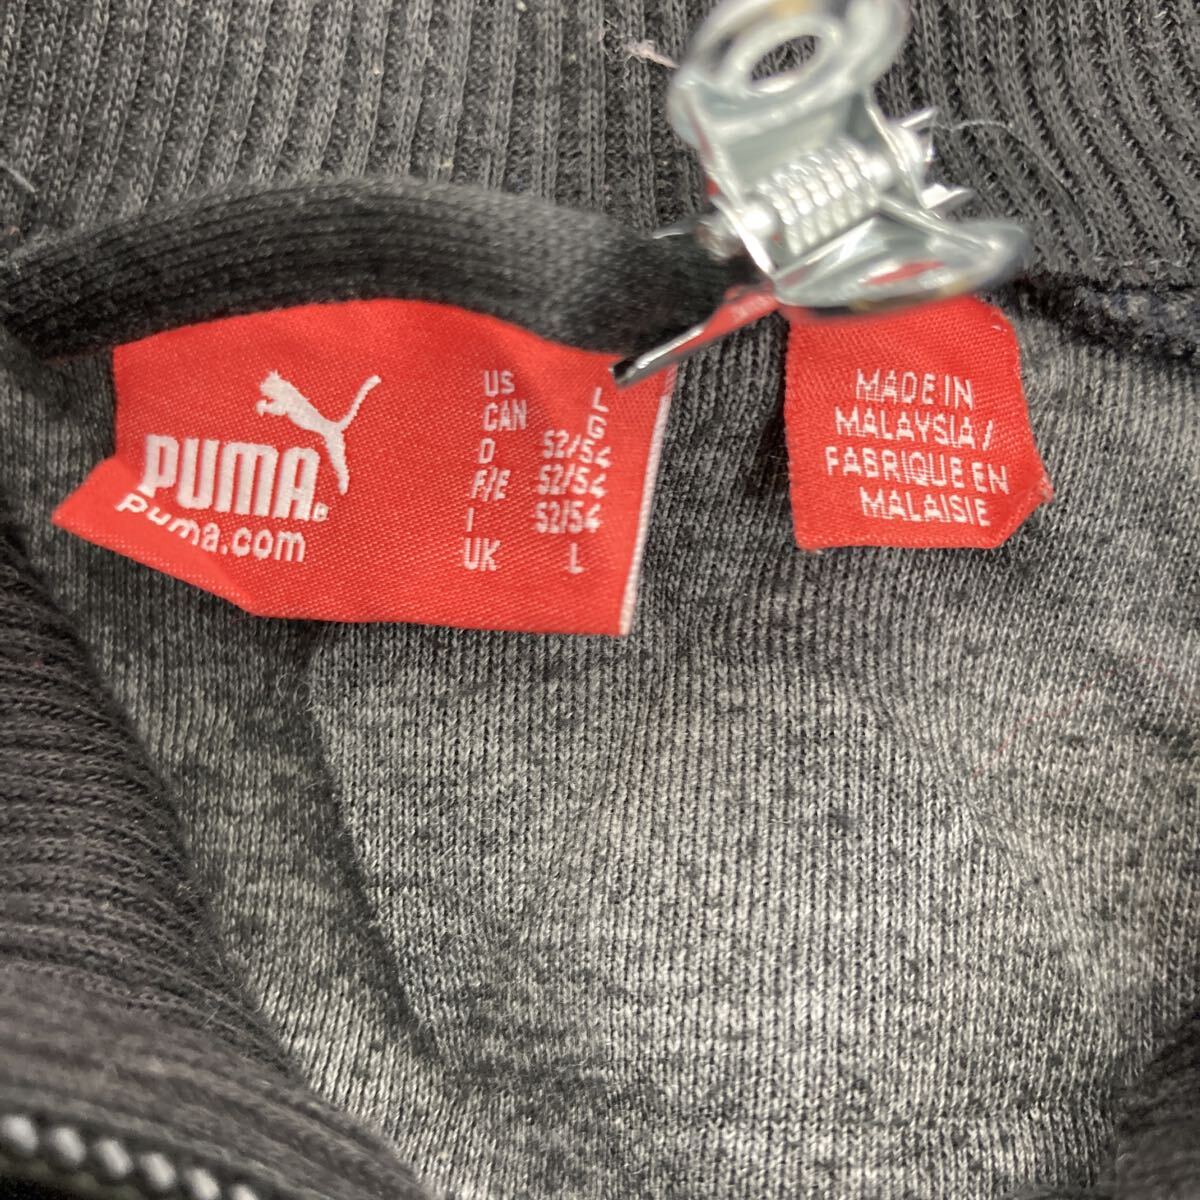 PUMA
puma.com
US L
CAN G
D 52/54
F/E 52/54
I 52/54
UK L
MADE IN
MALAYSIA /
FABRIQUE EN
MALAISIE